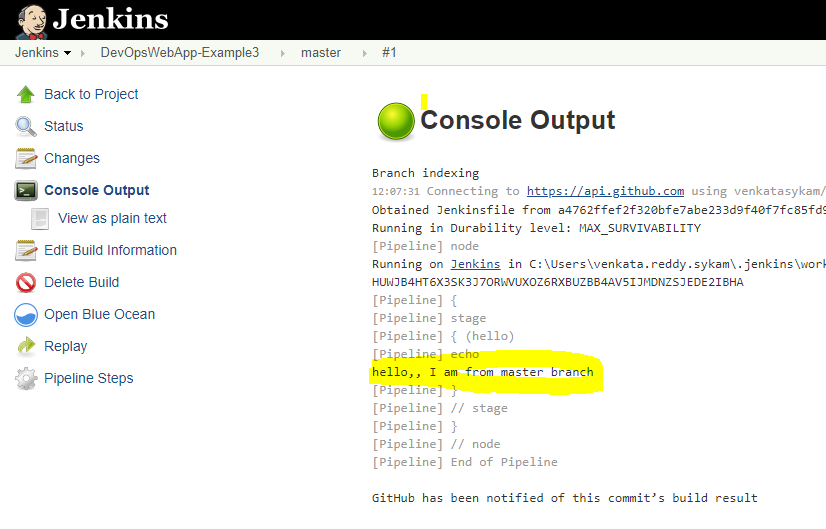 Jenkins
Jenkins DevOpsWebApp-Example3 master #1
Back to Project
Status
Changes
Console Output
View as plain text
Edit Build Information
Delete Build
Open Blue Ocean
Replay
Pipeline Steps
Console Output
Branch indexing
12:07:31 Connecting to https://api.github.com using venkatasykam/
Obtained Jenkinsfile from a4762ffef2f320bfe7abe233d9f40f7fc85fd9
Running in Durability level: MAX_SURVIVABILITY
[Pipeline] node
Running on Jenkins in C:\Users\venkata.reddy.sykam\.jenkins\work
HUWJB4HT6X3SK3J7ORWVUXOZ6RXBUZBB4AV5IJMDNZSJEDE2IBHA
[Pipeline] {
[Pipeline] stage
[Pipeline] { (hello)
[Pipeline] echo
hello,, I am from master branch
[Pipeline] }
[Pipeline] // stage
[Pipeline] }
[Pipeline] // node
[Pipeline] End of Pipeline
GitHub has been notified of this commit’s build result